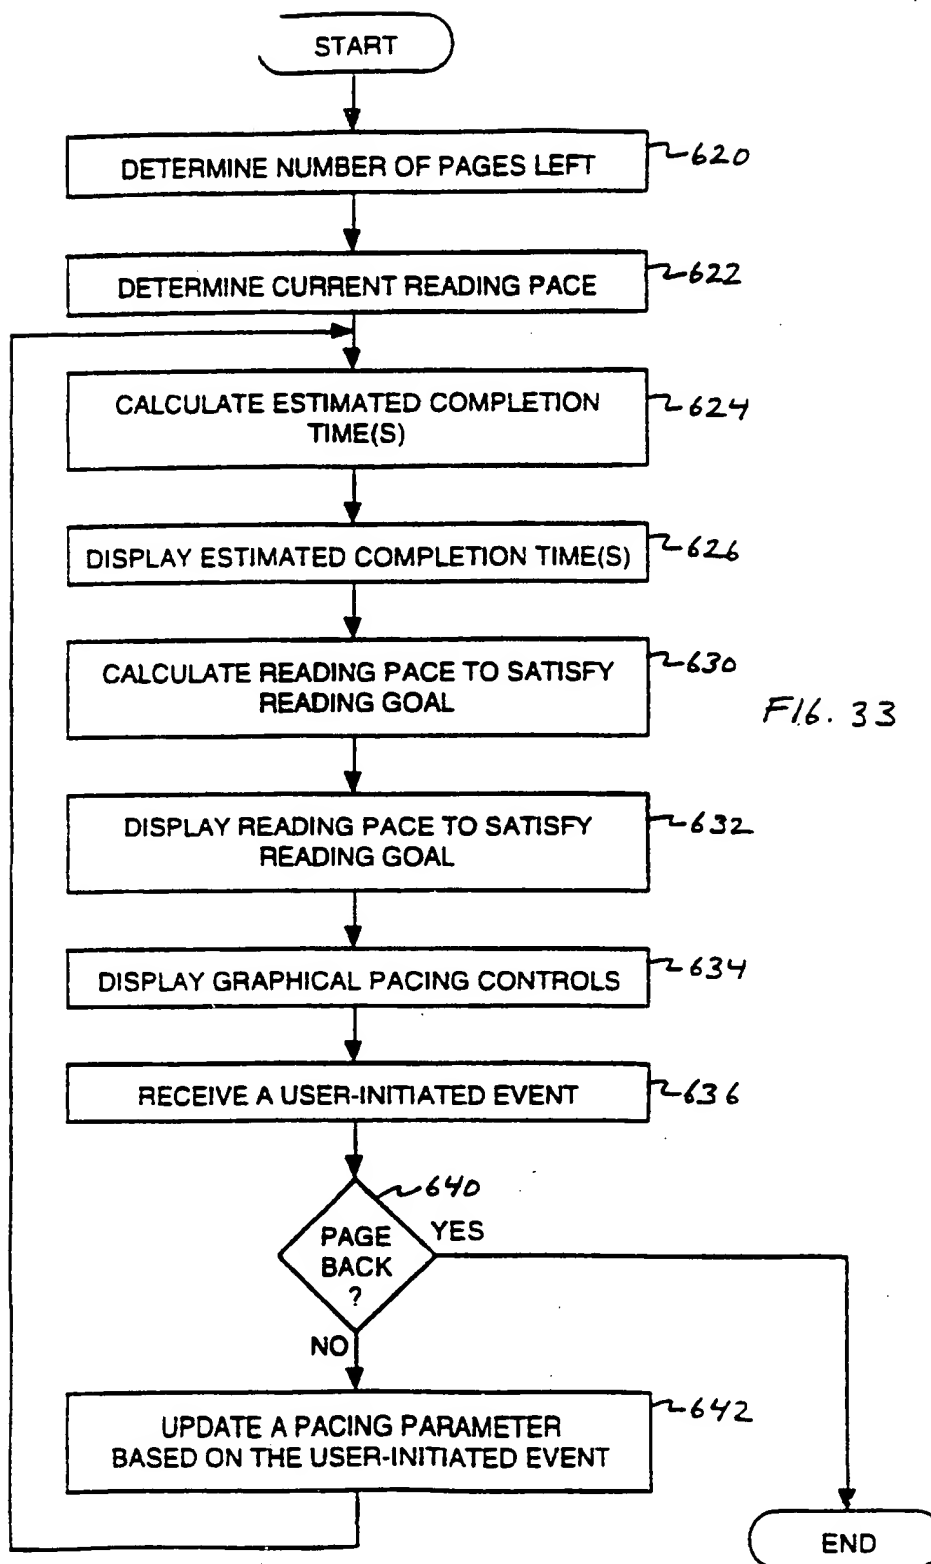 START
DETERMINE NUMBER OF PAGES LEFT
620
DETERMINE CURRENT READING PACE
622
CALCULATE ESTIMATED COMPLETION
TIME(S)
624
DISPLAY ESTIMATED COMPLETION TIME(S)
626
CALCULATE READING PACE TO SATISFY
READING GOAL
630
FIG. 33
DISPLAY READING PACE TO SATISFY
READING GOAL
632
DISPLAY GRAPHICAL PACING CONTROLS
634
RECEIVE A USER-INITIATED EVENT
636
640
PAGE
BACK
?
YES
NO
UPDATE A PACING PARAMETER
BASED ON THE USER-INITIATED EVENT
642
END